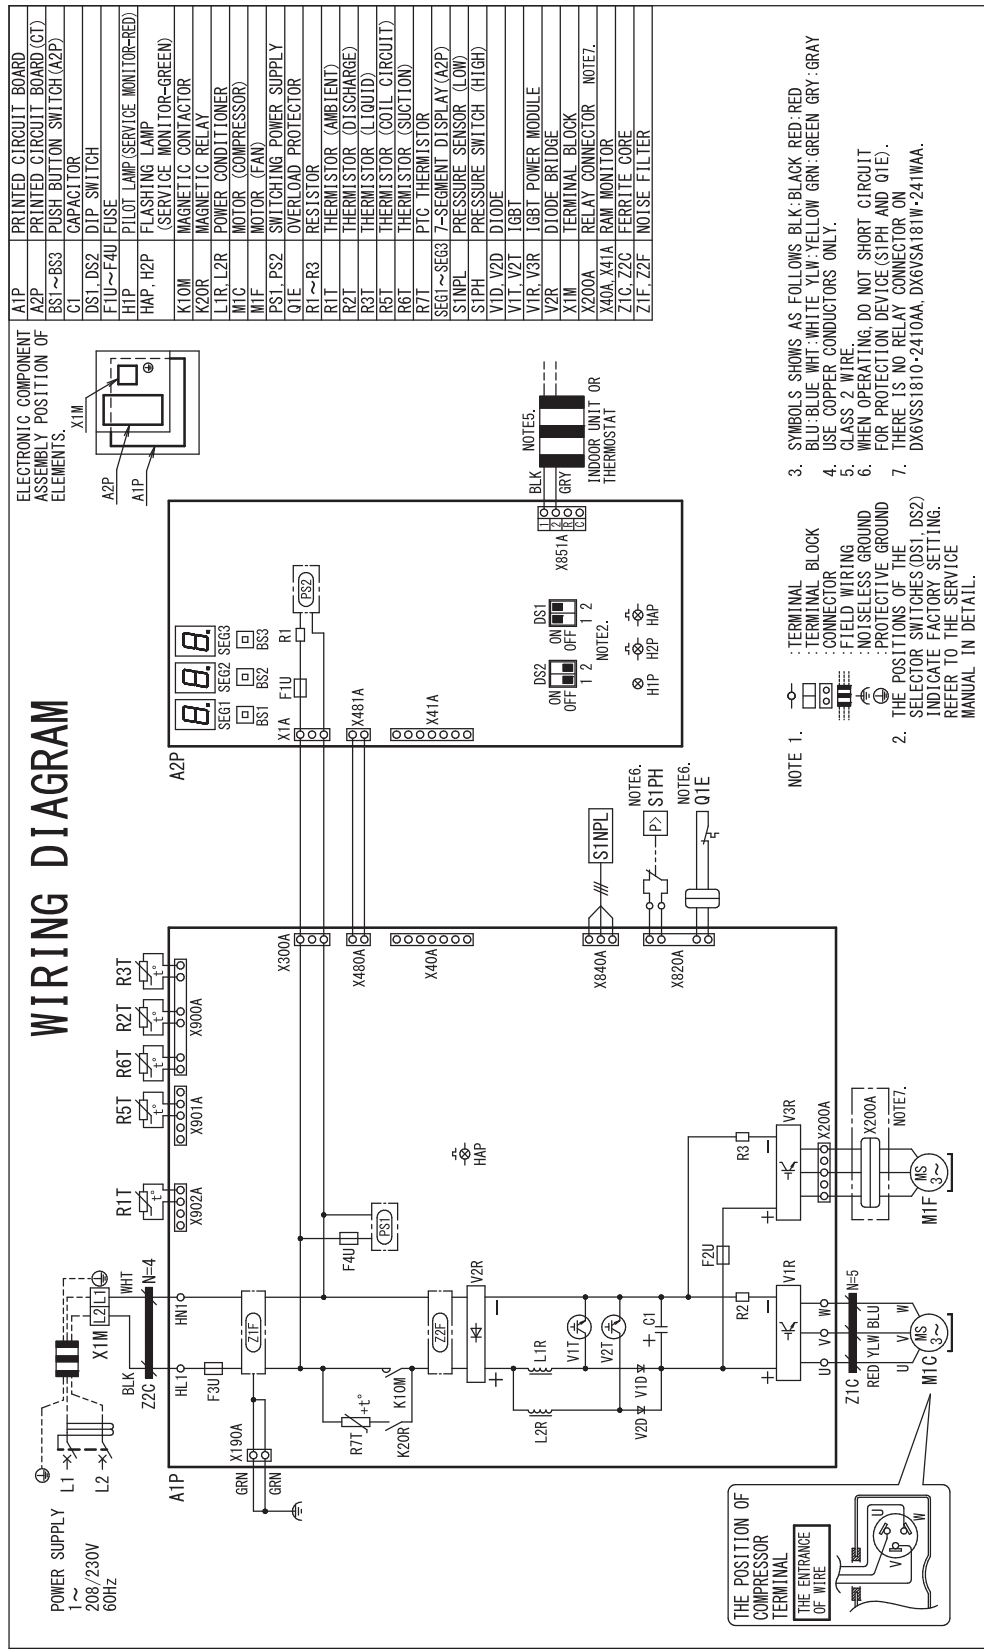 WIRING DIAGRAM
POWER SUPPLY
1~
208/230V
60Hz
L1
L2
X1M
L2 L1
BLK
WHT
Z2C
N=4
HL1
HN1
A1P
F3U
Z1F
X190A
GRN
GRN
R7T
+t°
K20R
K10M
Z2F
V2R
F4U
PS1
HAP
L2R
L1R
V1T
V2T
V2D
V1D
C1
F2U
R2
R3
V1R
V3R
U
V
W
Z1C
N=5
RED
YLW
BLU
U
V
W
MS
3~
M1C
X200A
X200A
NOTE7.
MS
3~
M1F
R1T
t°
X902A
R5T
t°
X901A
R6T
t°
R2T
t°
R3T
t°
X900A
X300A
X480A
X40A
X840A
X820A
S1NPL
NOTE6.
S1PH
P>
NOTE6.
Q1E
A2P
X1A
X481A
X41A
SEG1
SEG2
SEG3
BS1
BS2
BS3
F1U
R1
PS2
DS2
ON
OFF
1 2
DS1
ON
OFF
1 2
NOTE2.
H1P
H2P
HAP
X851A
1
2
R
C
BLK
GRY
NOTE5.
INDOOR UNIT OR
THERMOSTAT
THE POSITION OF
COMPRESSOR
TERMINAL
THE ENTRANCE
OF WIRE
U
V
W
ELECTRONIC COMPONENT
ASSEMBLY POSITION OF
ELEMENTS.
X1M
A2P
A1P
A1P PRINTED CIRCUIT BOARD
A2P PRINTED CIRCUIT BOARD(CT)
BS1~BS3 PUSH BUTTON SWITCH(A2P)
C1 CAPACITOR
DS1,DS2 DIP SWITCH
F1U~F4U FUSE
H1P PILOT LAMP(SERVICE MONITOR-RED)
HAP,H2P FLASHING LAMP
(SERVICE MONITOR-GREEN)
K10M MAGNETIC CONTACTOR
K20R MAGNETIC RELAY
L1R,L2R POWER CONDITIONER
M1C MOTOR (COMPRESSOR)
M1F MOTOR (FAN)
PS1,PS2 SWITCHING POWER SUPPLY
Q1E OVERLOAD PROTECTOR
R1~R3 RESISTOR
R1T THERMISTOR (AMBIENT)
R2T THERMISTOR (DISCHARGE)
R3T THERMISTOR (LIQUID)
R5T THERMISTOR (COIL CIRCUIT)
R6T THERMISTOR (SUCTION)
R7T PTC THERMISTOR
SEG1~SEG3 7-SEGMENT DISPLAY(A2P)
S1NPL PRESSURE SENSOR (LOW)
S1PH PRESSURE SWITCH (HIGH)
V1D,V2D DIODE
V1T,V2T IGBT
V1R,V3R IGBT POWER MODULE
V2R DIODE BRIDGE
X1M TERMINAL BLOCK
X200A RELAY CONNECTOR NOTE7.
X40A,X41A RAM MONITOR
Z1C,Z2C FERRITE CORE
Z1F,Z2F NOISE FILTER
NOTE 1.
:TERMINAL
:TERMINAL BLOCK
:CONNECTOR
:FIELD WIRING
:NOISELESS GROUND
:PROTECTIVE GROUND
2. THE POSITIONS OF THE
SELECTOR SWITCHES(DS1,DS2)
INDICATE FACTORY SETTING.
REFER TO THE SERVICE
MANUAL IN DETAIL.
3. SYMBOLS SHOWS AS FOLLOWS BLK:BLACK RED:RED
BLU:BLUE WHT:WHITE YLW:YELLOW GRN:GREEN GRY:GRAY
4. USE COPPER CONDUCTORS ONLY.
5. CLASS 2 WIRE.
6. WHEN OPERATING,DO NOT SHORT CIRCUIT
FOR PROTECTION DEVICE(S1PH AND Q1E).
7. THERE IS NO RELAY CONNECTOR ON
DX6VSS1810·2410AA,DX6VSA181W·241WAA.